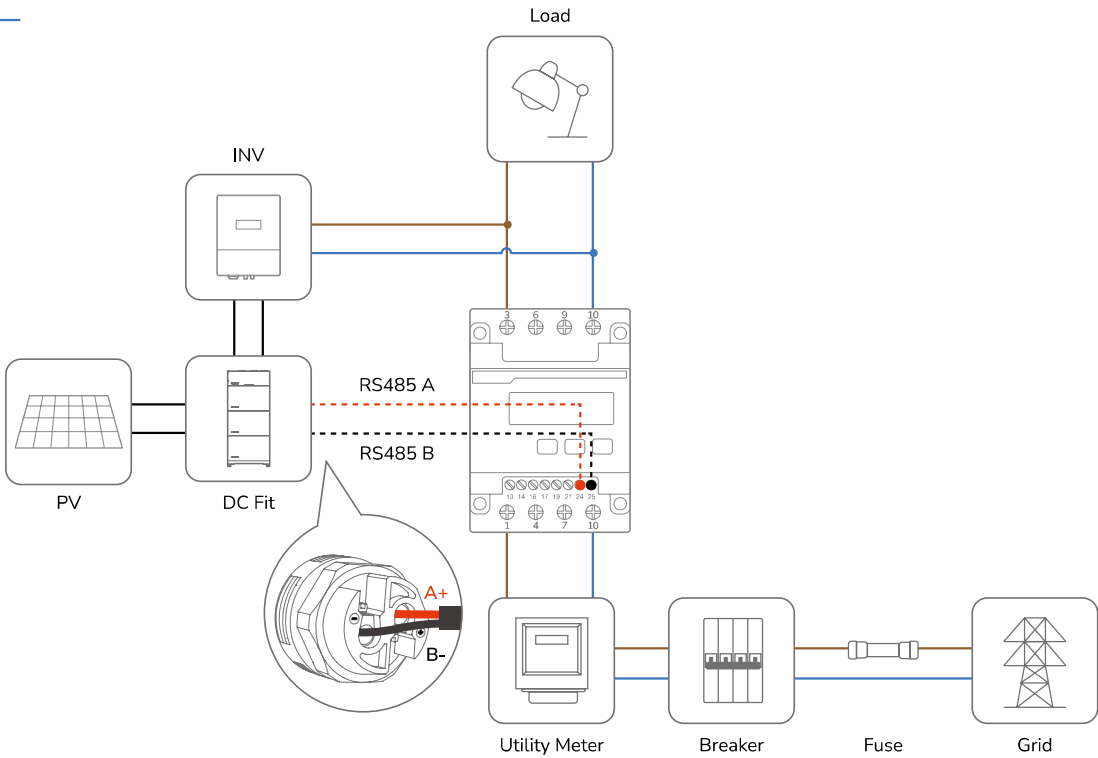 Load
INV
3 6 9 10
RS485 A
RS485 B
PV
DC Fit
13 14 16 17 19 21 24 25
1 4 7 10
A+
B-
Utility Meter
Breaker
Fuse
Grid